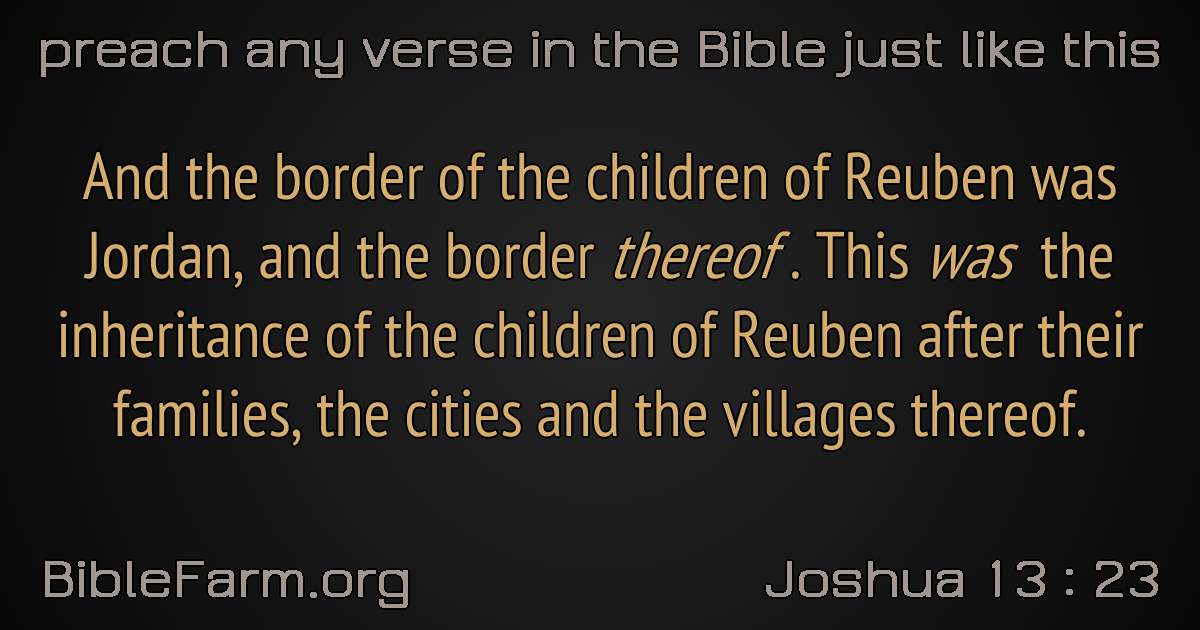 preach any verse in the Bible just like this
And the border of the children of Reuben was
Jordan, and the border thereof . This was the
inheritance of the children of Reuben after their
families, the cities and the villages thereof.
BibleFarm.org
Joshua 13 : 23